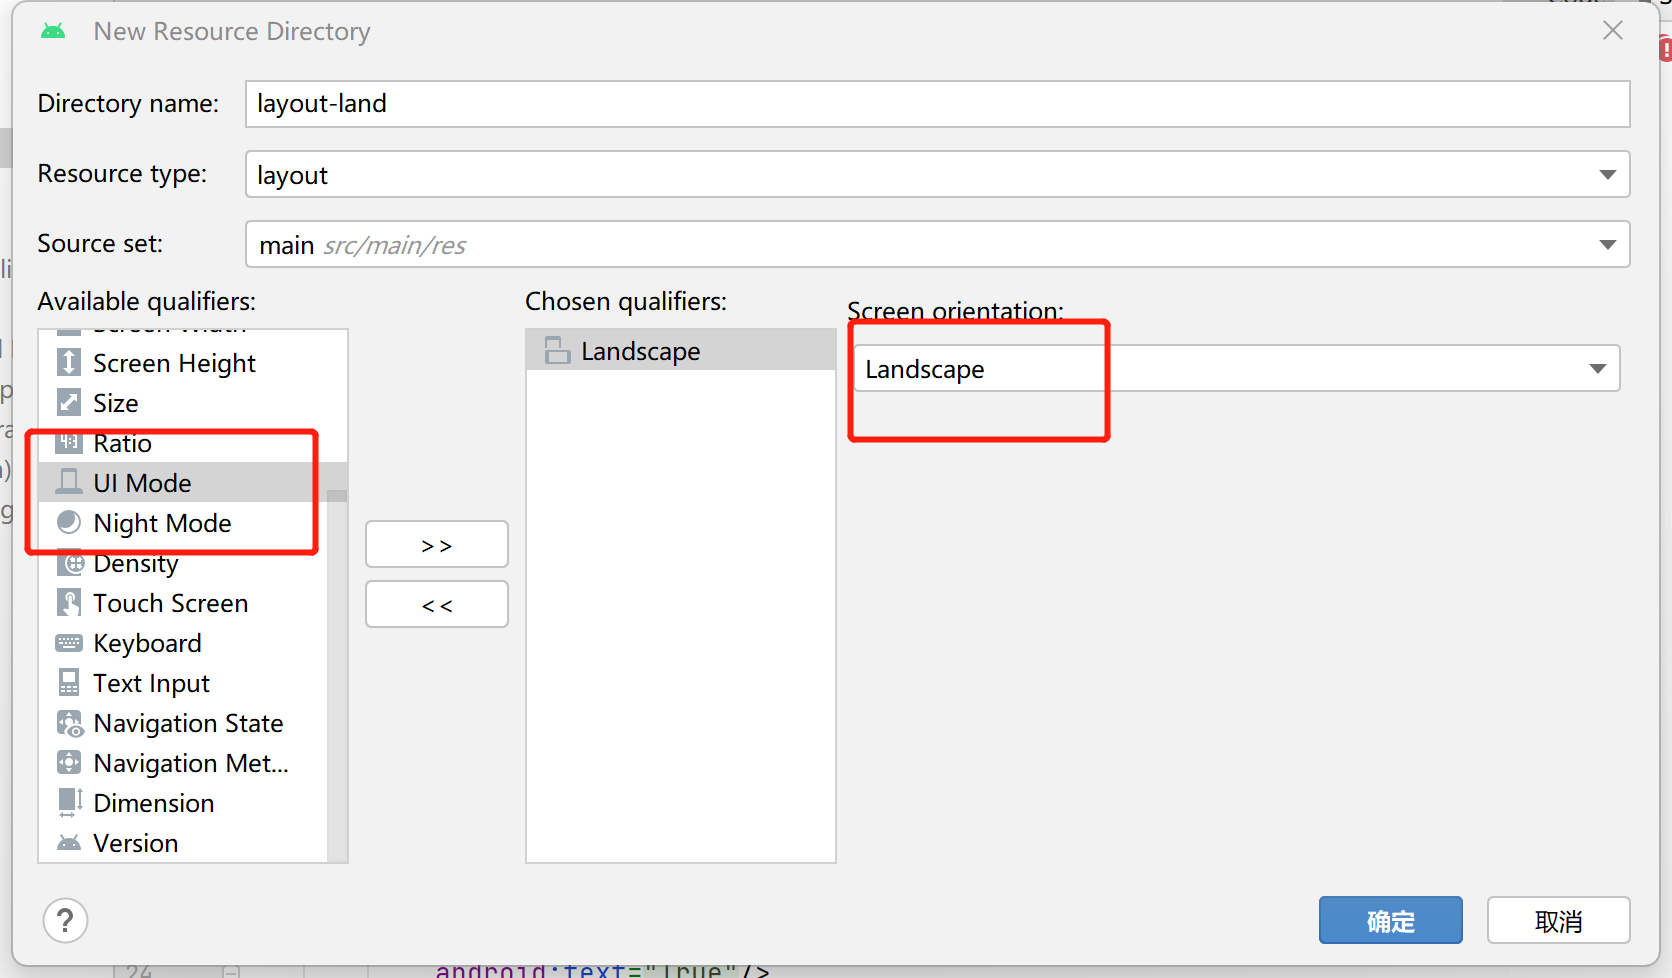 New Resource Directory
Directory name: layout-land
Resource type: layout
Source set: main src/main/res
Available qualifiers:
Chosen qualifiers:
Screen orientation:
Screen Width
Screen Height
Size
Ratio
UI Mode
Night Mode
Density
Touch Screen
Keyboard
Text Input
Navigation State
Navigation Met...
Dimension
Version
>>
<<
Landscape
Landscape
?
确定
取消
24
android:text="True"/>